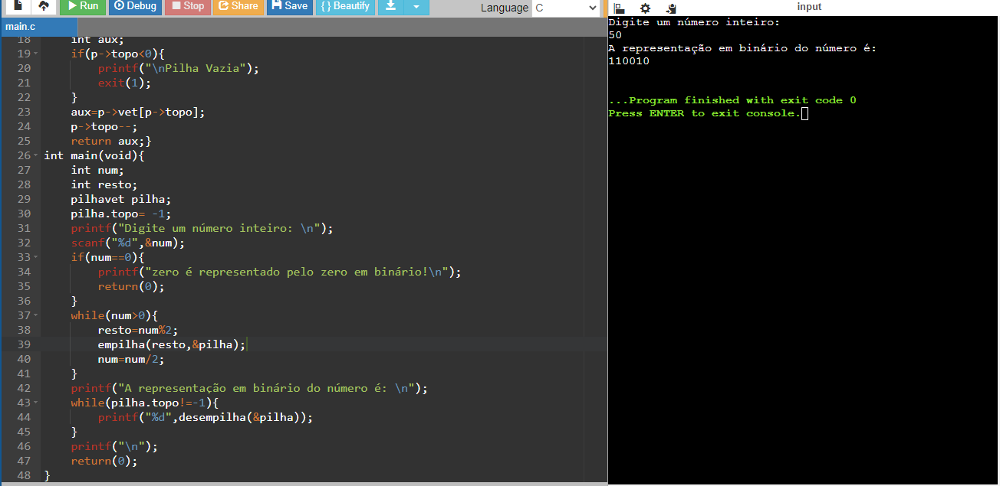 Run Debug Stop Share Save { } Beautify Language C
main.c
18 int aux;
19 if(p->topo<0){
20 printf("\nPilha Vazia");
21 exit(1);
22 }
23 aux=p->vet[p->topo];
24 p->topo--;
25 return aux;}
26 int main(void){
27 int num;
28 int resto;
29 pilhavet pilha;
30 pilha.topo= -1;
31 printf("Digite um número inteiro: \n");
32 scanf("%d",&num);
33 if(num==0){
34 printf("zero é representado pelo zero em binário!\n");
35 return(0);
36 }
37 while(num>0){
38 resto=num%2;
39 empilha(resto,&pilha);
40 num=num/2;
41 }
42 printf("A representação em binário do número é: \n");
43 while(pilha.topo!=-1){
44 printf("%d",desempilha(&pilha));
45 }
46 printf("\n");
47 return(0);
48 }
input
Digite um número inteiro:
50
A representação em binário do número é:
110010
...Program finished with exit code 0
Press ENTER to exit console.